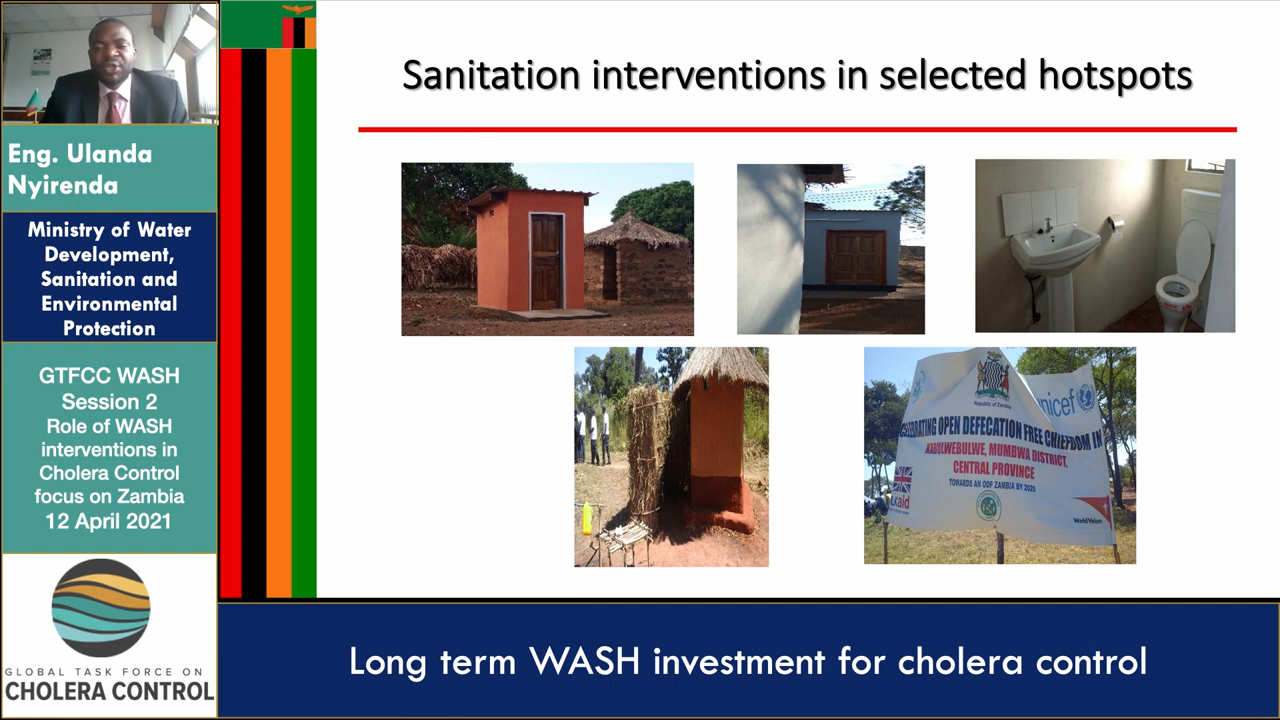 Eng. Ulanda
Nyirenda
Ministry of Water
Development,
Sanitation and
Environmental
Protection
GTFCC WASH
Session 2
Role of WASH
interventions in
Cholera Control
focus on Zambia
12 April 2021
GLOBAL TASK FORCE ON
CHOLERA CONTROL
Sanitation interventions in selected hotspots
Republic of Zambia
unicef
CELEBRATING OPEN DEFECATION FREE CHIEFDOM IN
MUMBWA DISTRICT,
CENTRAL PROVINCE
TOWARDS AN ODF ZAMBIA BY 2020
ukaid
World Vision
Long term WASH investment for cholera control